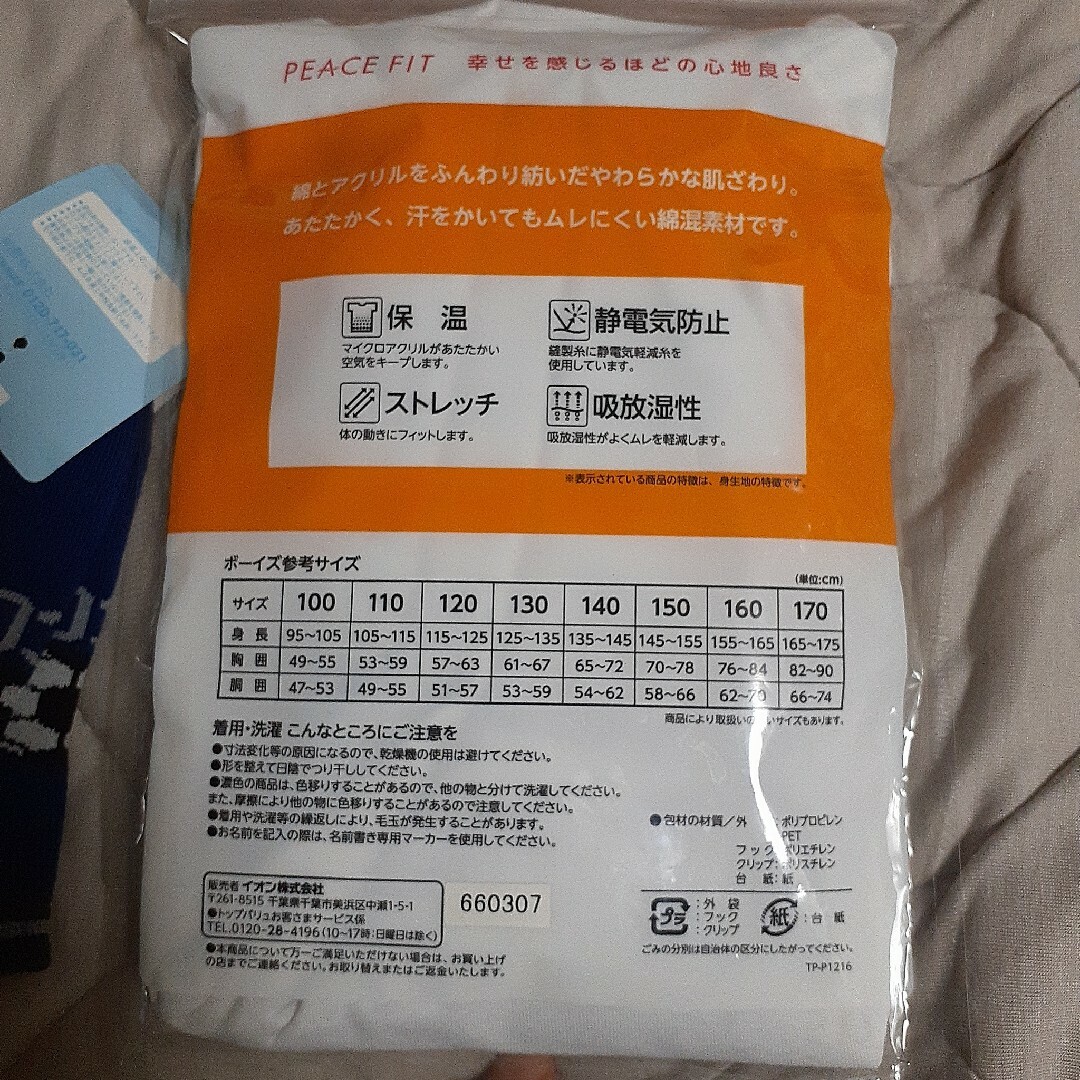 PEACE FIT 幸せを感じるほどの心地良さ
綿とアクリルをふんわり紡いだやわらかな肌ざわり。
あたたかく、汗をかいてもムレにくい綿混素材です。
保温
マイクロアクリルがあたたかい
空気をキープします。
静電気防止
縫製糸に静電気軽減糸を
使用しています。
ストレッチ
体の動きにフィットします。
吸放湿性
吸放湿性がよくムレを軽減します。
※表示されている商品の特徴は、身生地の特徴です。
ボーイズ参考サイズ
(単位:cm)
サイズ 100 110 120 130 140 150 160 170
身長 95~105 105~115 115~125 125~135 135~145 145~155 155~165 165~175
胸囲 49~55 53~59 57~63 61~67 65~72 70~78 76~84 82~90
胴囲 47~53 49~55 51~57 53~59 54~62 58~66 62~70 66~74
商品により取扱いのないサイズもあります。
着用・洗濯 こんなところにご注意を
●寸法変化等の原因になるので、乾燥機の使用は避けてください。
●形を整えて日陰でつり干ししてください。
●濃色の商品は、色移りすることがあるので、他の物と分けて洗濯してください。
また、摩擦により他の物に色移りすることがあるので注意してください。
●着用や洗濯等の繰返しにより、毛玉が発生することがあります。
●お名前を記入の際は、名前書き専用マーカーを使用してください。
●包材の材質/外 :ポリプロピレン
PET
フック:ポリエチレン
クリップ:ポリスチレン
台紙:紙
販売者 イオン株式会社
〒261-8515 千葉県千葉市美浜区中瀬1-5-1
●トップバリュお客さまサービス係
TEL.0120-28-4196(10~17時:日曜日は除く)
660307
●本商品について万一ご満足いただけない場合は、お買い上げ
の店までご連絡ください。お取り替えまたはご返金いたします。
プラ :外袋
:フック
:クリップ
紙 :台紙
ごみの分別は自治体の区分にしたがってください。
TP-P1216